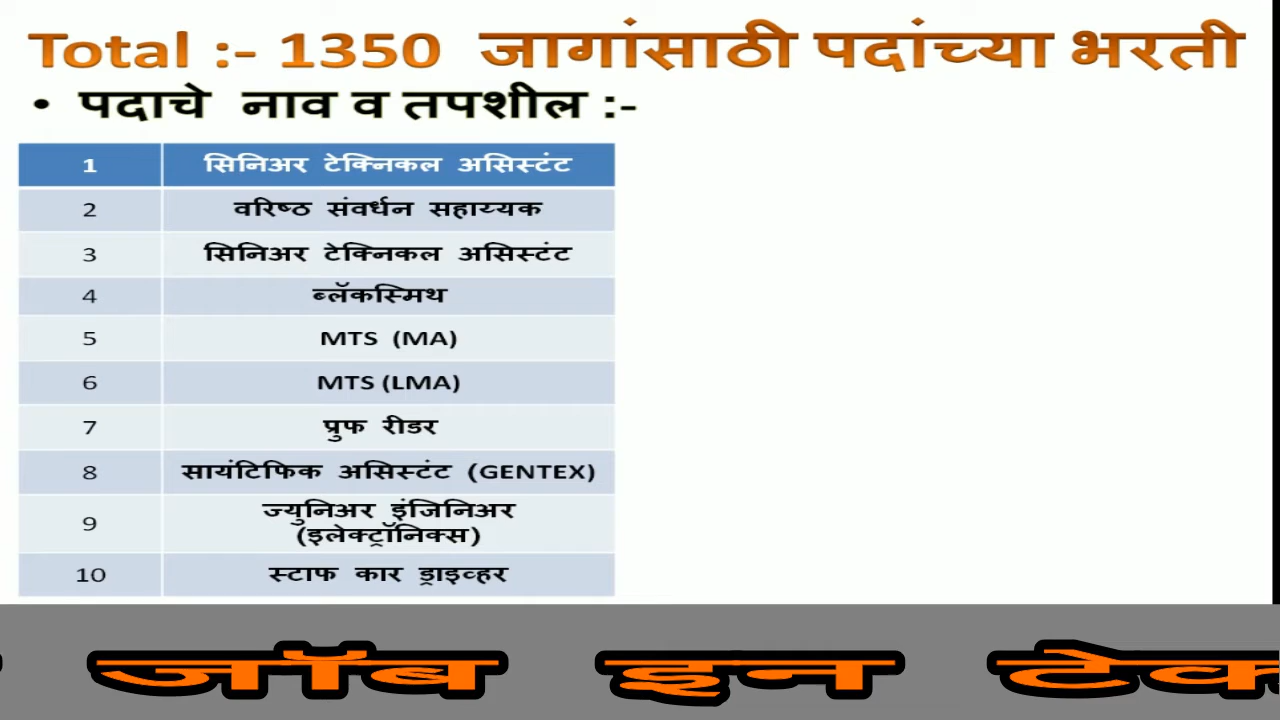 Total :- 1350 जागांसाठी पदांच्या भरती
• पदाचे नाव व तपशील :-
1 सिनिअर टेक्निकल असिस्टंट
2 वरिष्ठ संवर्धन सहाय्यक
3 सिनिअर टेक्निकल असिस्टंट
4 ब्लॅकस्मिथ
5 MTS (MA)
6 MTS (LMA)
7 प्रुफ रीडर
8 सायंटिफिक असिस्टंट (GENTEX)
9 ज्युनिअर इंजिनिअर
(इलेक्ट्रॉनिक्स)
10 स्टाफ कार ड्राइव्हर
जॉब इन